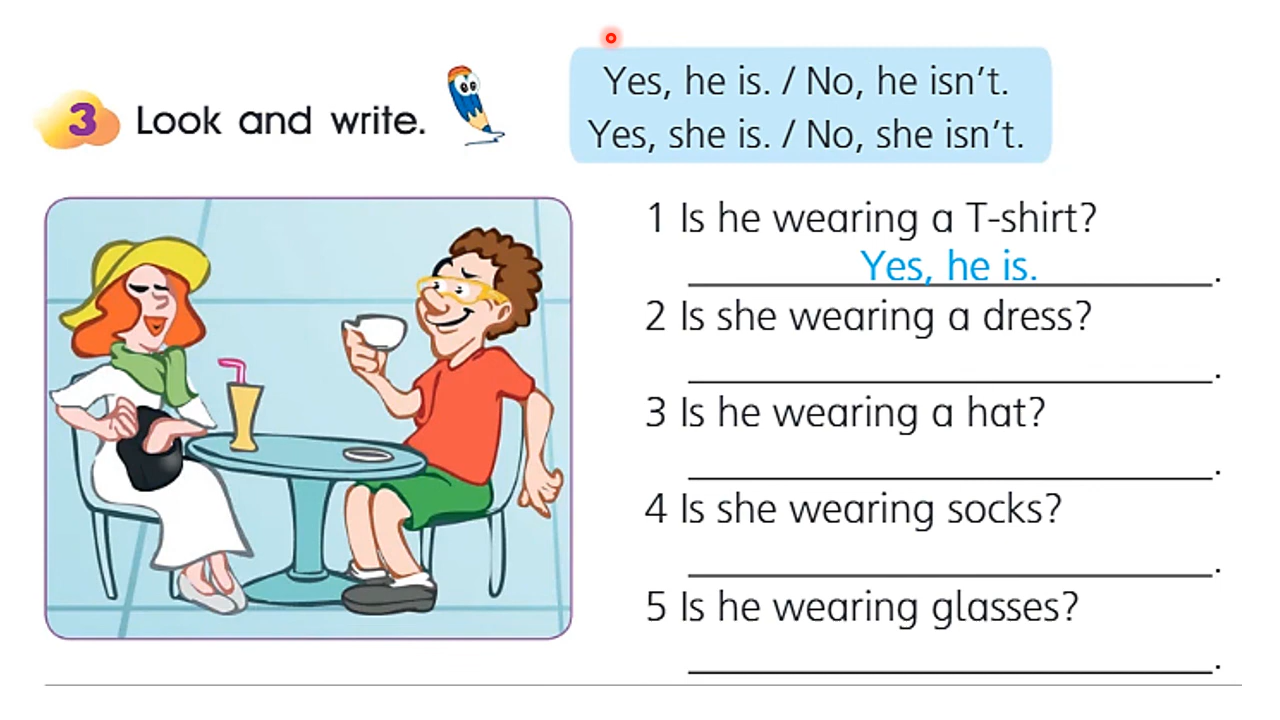 3 Look and write.
Yes, he is. / No, he isn't.
Yes, she is. / No, she isn't.
1 Is he wearing a T-shirt?
Yes, he is. .
2 Is she wearing a dress?
.
3 Is he wearing a hat?
.
4 Is she wearing socks?
.
5 Is he wearing glasses?
.